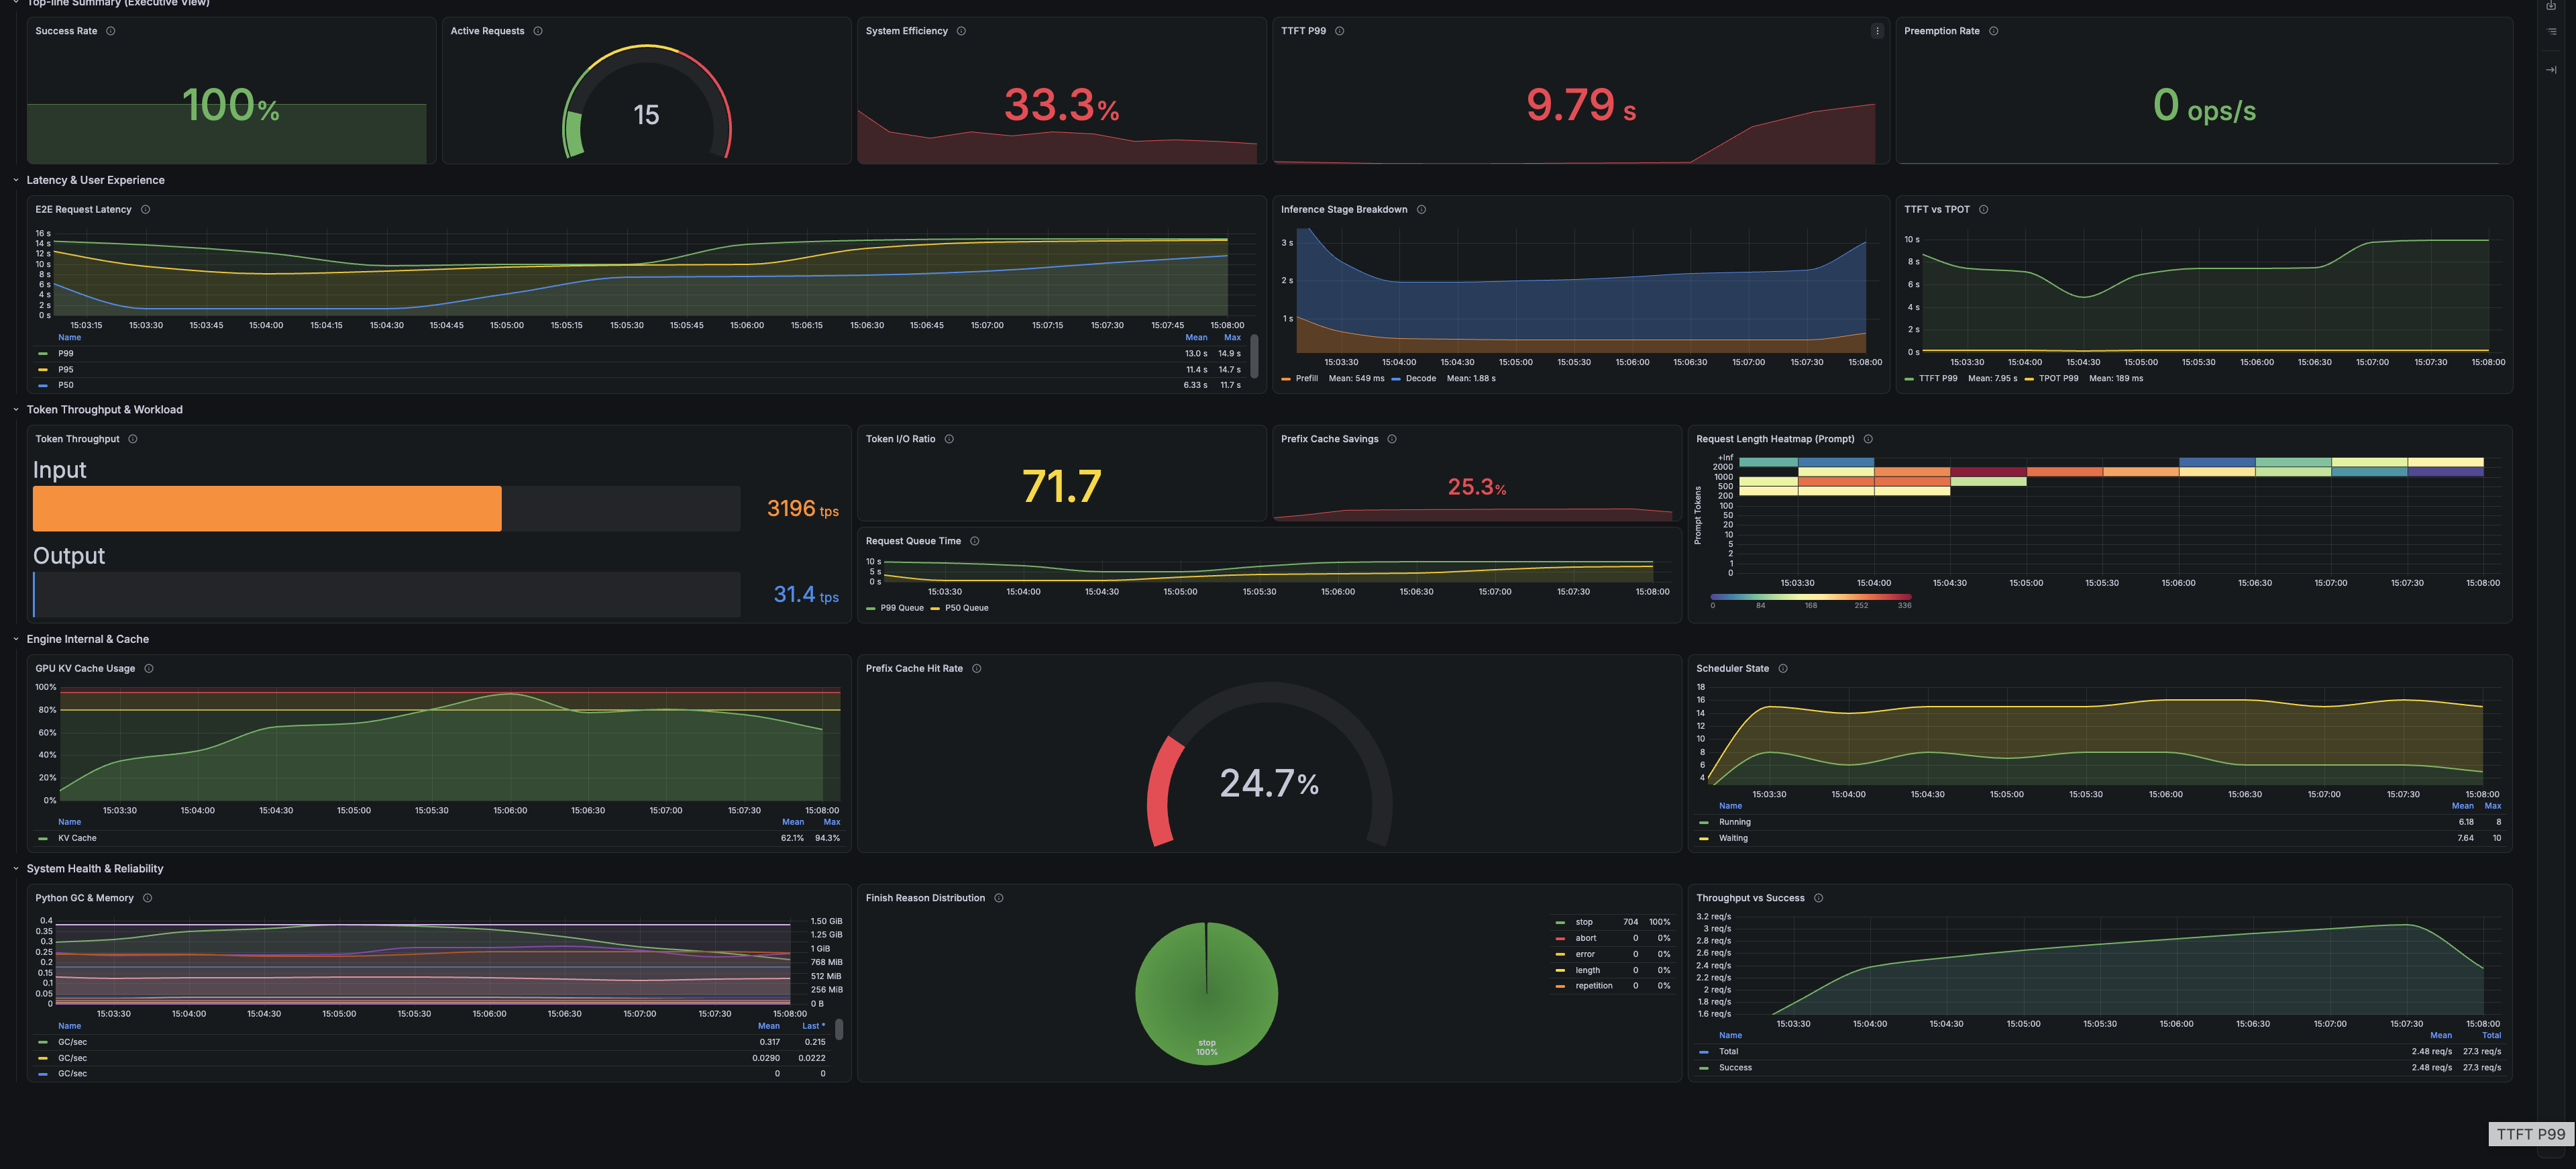 Top-line Summary (Executive View)
Success Rate
100%
Active Requests
15
System Efficiency
33.3%
TTFT P99
9.79 s
Preemption Rate
0 ops/s
Latency & User Experience
E2E Request Latency
16 s
14 s
12 s
10 s
8 s
6 s
4 s
2 s
0 s
15:03:15 15:03:30 15:03:45 15:04:00 15:04:15 15:04:30 15:04:45 15:05:00 15:05:15 15:05:30 15:05:45 15:06:00 15:06:15 15:06:30 15:06:45 15:07:00 15:07:15 15:07:30 15:07:45 15:08:00
Name Mean Max
P99 13.0 s 14.9 s
P95 11.4 s 14.7 s
P50 6.33 s 11.7 s
Inference Stage Breakdown
3 s
2 s
1 s
15:03:30 15:04:00 15:04:30 15:05:00 15:05:30 15:06:00 15:06:30 15:07:00 15:07:30 15:08:00
Prefill Mean: 549 ms Decode Mean: 1.88 s
TTFT vs TPOT
10 s
8 s
6 s
4 s
2 s
0 s
15:03:30 15:04:00 15:04:30 15:05:00 15:05:30 15:06:00 15:06:30 15:07:00 15:07:30 15:08:00
TTFT P99 Mean: 7.95 s TPOT P99 Mean: 189 ms
Token Throughput & Workload
Token Throughput
Input
3196 tps
Output
31.4 tps
Token I/O Ratio
71.7
Prefix Cache Savings
25.3%
Request Queue Time
10 s
5 s
0 s
15:03:30 15:04:00 15:04:30 15:05:00 15:05:30 15:06:00 15:06:30 15:07:00 15:07:30 15:08:00
P99 Queue P50 Queue
Request Length Heatmap (Prompt)
Prompt Tokens
+Inf
2000
1000
500
200
100
50
20
10
5
2
1
0
15:03:30 15:04:00 15:04:30 15:05:00 15:05:30 15:06:00 15:06:30 15:07:00 15:07:30 15:08:00
0 84 168 252 336
Engine Internal & Cache
GPU KV Cache Usage
100%
80%
60%
40%
20%
0%
15:03:30 15:04:00 15:04:30 15:05:00 15:05:30 15:06:00 15:06:30 15:07:00 15:07:30 15:08:00
Name Mean Max
KV Cache 62.1% 94.3%
Prefix Cache Hit Rate
24.7%
Scheduler State
18
16
14
12
10
8
6
4
15:03:30 15:04:00 15:04:30 15:05:00 15:05:30 15:06:00 15:06:30 15:07:00 15:07:30 15:08:00
Name Mean Max
Running 6.18 8
Waiting 7.64 10
System Health & Reliability
Python GC & Memory
0.4
0.35
0.3
0.25
0.2
0.15
0.1
0.05
0
1.50 GiB
1.25 GiB
1 GiB
768 MiB
512 MiB
256 MiB
0 B
15:03:30 15:04:00 15:04:30 15:05:00 15:05:30 15:06:00 15:06:30 15:07:00 15:07:30 15:08:00
Name Mean Last *
GC/sec 0.317 0.215
GC/sec 0.0290 0.0222
GC/sec 0 0
Finish Reason Distribution
stop
100%
stop 704 100%
abort 0 0%
error 0 0%
length 0 0%
repetition 0 0%
Throughput vs Success
3.2 req/s
3 req/s
2.8 req/s
2.6 req/s
2.4 req/s
2.2 req/s
2 req/s
1.8 req/s
1.6 req/s
15:03:30 15:04:00 15:04:30 15:05:00 15:05:30 15:06:00 15:06:30 15:07:00 15:07:30 15:08:00
Name Mean Total
Total 2.48 req/s 27.3 req/s
Success 2.48 req/s 27.3 req/s
TTFT P99